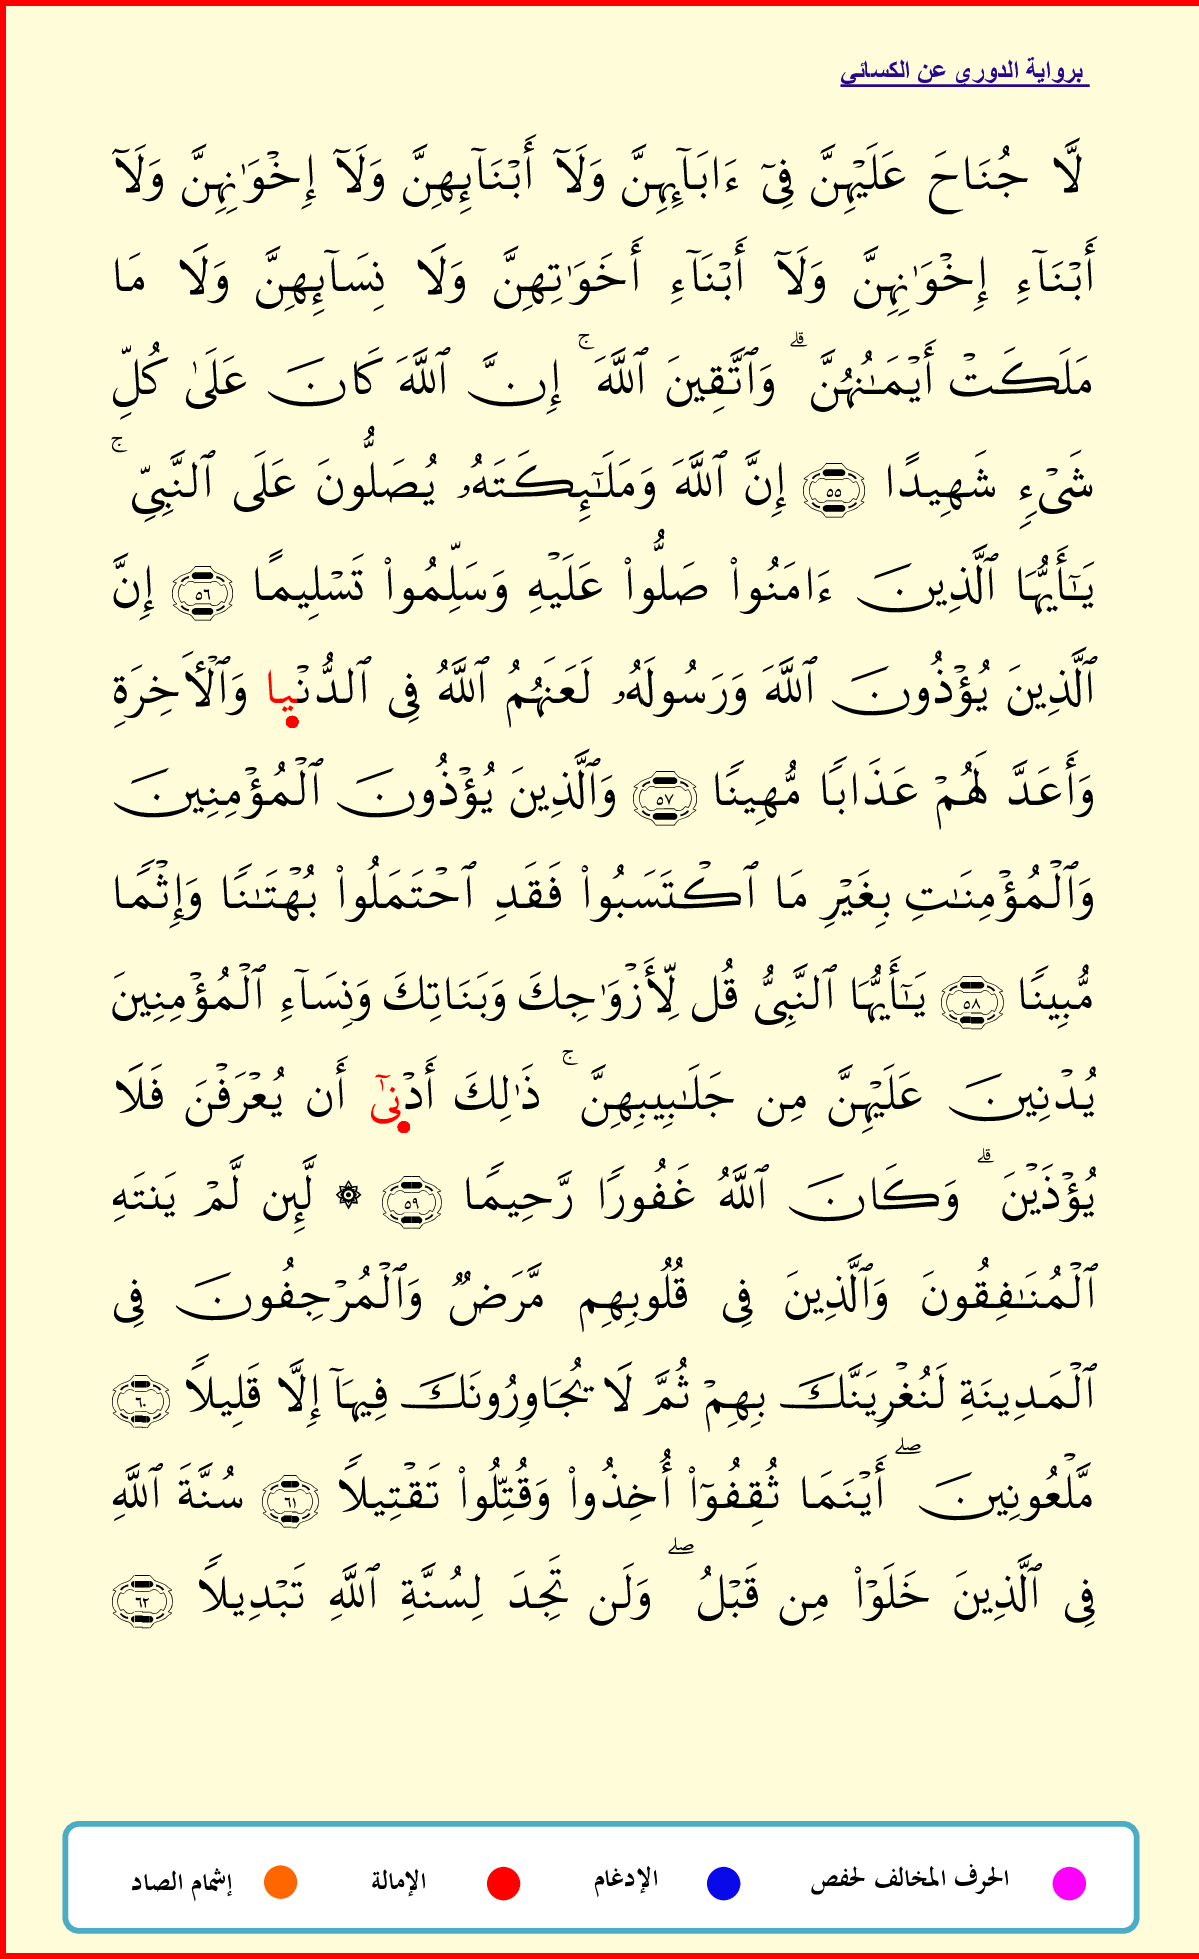 برواية الدوري عن الكسائي
لَّا جُنَاحَ عَلَيْهِنَّ فِىٓ ءَابَآئِهِنَّ وَلَآ أَبْنَآئِهِنَّ وَلَآ إِخْوَٰنِهِنَّ وَلَآ
أَبْنَآءِ إِخْوَٰنِهِنَّ وَلَآ أَبْنَآءِ أَخَوَٰتِهِنَّ وَلَا نِسَآئِهِنَّ وَلَا مَا
مَلَكَتْ أَيْمَـٰنُهُنَّ ۗ وَٱتَّقِينَ ٱللَّهَ ۚ إِنَّ ٱللَّهَ كَانَ عَلَىٰ كُلِّ
شَىْءٍ شَهِيدًا ٥٥ إِنَّ ٱللَّهَ وَمَلَـٰٓئِكَتَهُۥ يُصَلُّونَ عَلَى ٱلنَّبِىِّ ۚ
يَـٰٓأَيُّهَا ٱلَّذِينَ ءَامَنُوا۟ صَلُّوا۟ عَلَيْهِ وَسَلِّمُوا۟ تَسْلِيمًا ٥٦ إِنَّ
ٱلَّذِينَ يُؤْذُونَ ٱللَّهَ وَرَسُولَهُۥ لَعَنَهُمُ ٱللَّهُ فِى ٱلدُّنْيا وَٱلْأَخِرَةِ
وَأَعَدَّ لَهُمْ عَذَابًا مُّهِينًا ٥٧ وَٱلَّذِينَ يُؤْذُونَ ٱلْمُؤْمِنِينَ
وَٱلْمُؤْمِنَـٰتِ بِغَيْرِ مَا ٱكْتَسَبُوا۟ فَقَدِ ٱحْتَمَلُوا۟ بُهْتَـٰنًا وَإِثْمًا
مُّبِينًا ٥٨ يَـٰٓأَيُّهَا ٱلنَّبِىُّ قُل لِّأَزْوَٰجِكَ وَبَنَاتِكَ وَنِسَآءِ ٱلْمُؤْمِنِينَ
يُدْنِينَ عَلَيْهِنَّ مِن جَلَـٰبِيبِهِنَّ ۚ ذَٰلِكَ أَدْنىٓ أَن يُعْرَفْنَ فَلَا
يُؤْذَيْنَ ۗ وَكَانَ ٱللَّهُ غَفُورًا رَّحِيمًا ٥٩ ۞ لَّئِن لَّمْ يَنتَهِ
ٱلْمُنَـٰفِقُونَ وَٱلَّذِينَ فِى قُلُوبِهِم مَّرَضٌ وَٱلْمُرْجِفُونَ فِى
ٱلْمَدِينَةِ لَنُغْرِيَنَّكَ بِهِمْ ثُمَّ لَا يُجَاوِرُونَكَ فِيهَآ إِلَّا قَلِيلًا ٦٠
مَّلْعُونِينَ ۖ أَيْنَمَا ثُقِفُوٓا۟ أُخِذُوا۟ وَقُتِّلُوا۟ تَقْتِيلًا ٦١ سُنَّةَ ٱللَّهِ
فِى ٱلَّذِينَ خَلَوْا۟ مِن قَبْلُ ۖ وَلَن تَجِدَ لِسُنَّةِ ٱللَّهِ تَبْدِيلًا ٦٢
الحرف المخالف لحفص الإدغام الإمالة إشمام الصاد